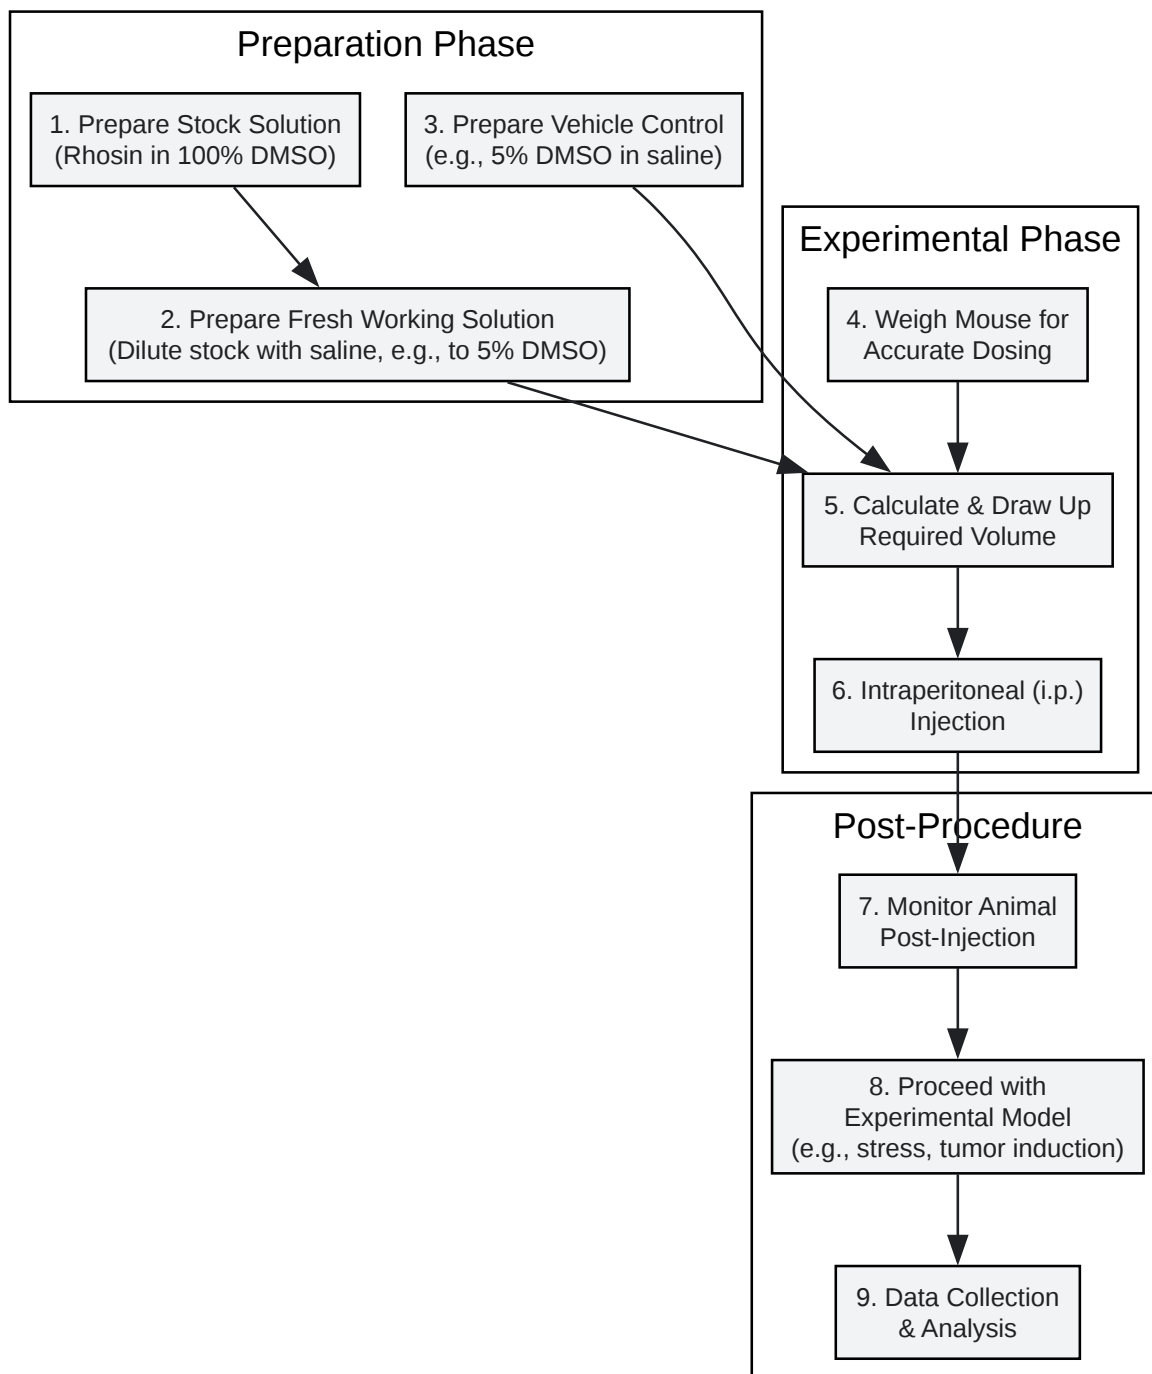 Preparation Phase
1. Prepare Stock Solution
(Rhosin in 100% DMSO)
3. Prepare Vehicle Control
(e.g., 5% DMSO in saline)
2. Prepare Fresh Working Solution
(Dilute stock with saline, e.g., to 5% DMSO)
Experimental Phase
4. Weigh Mouse for
Accurate Dosing
5. Calculate & Draw Up
Required Volume
6. Intraperitoneal (i.p.)
Injection
Post-Procedure
7. Monitor Animal
Post-Injection
8. Proceed with
Experimental Model
(e.g., stress, tumor induction)
9. Data Collection
& Analysis